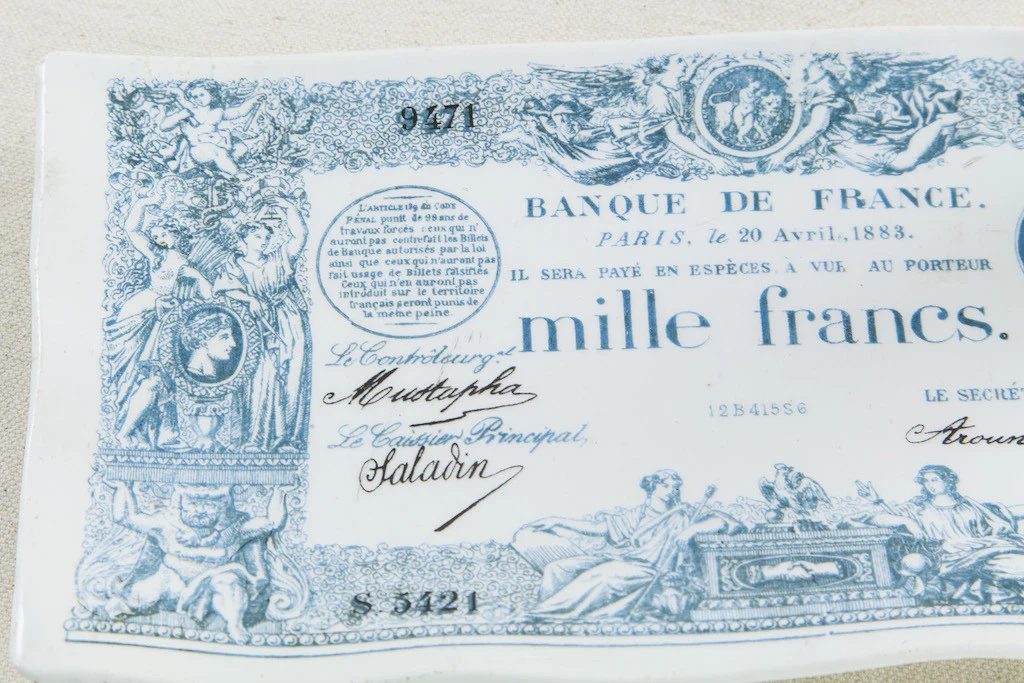 9471
BANQUE DE FRANCE.
PARIS, le 20 Avril, 1883.
IL SERA PAYÉ EN ESPÈCES, À VUE AU PORTEUR
mille francs.
L'ARTICLE 139 du CODE
PÉNAL punit de 98 ans de
travaux forcés ceux qui n'
auront pas contrefait les Billets
de Banque autorisés par la loi
ainsi que ceux qui n'auront pas
fait usage de Billets falsifiés
Ceux qui n'en auront pas
introduit sur le territoire
français seront punis de
la même peine.
Le Contrôleur gal
Mustapha
12B415S6
LE SECRÉ
Le Caissier Principal,
Saladin
Aroun
S. 5421